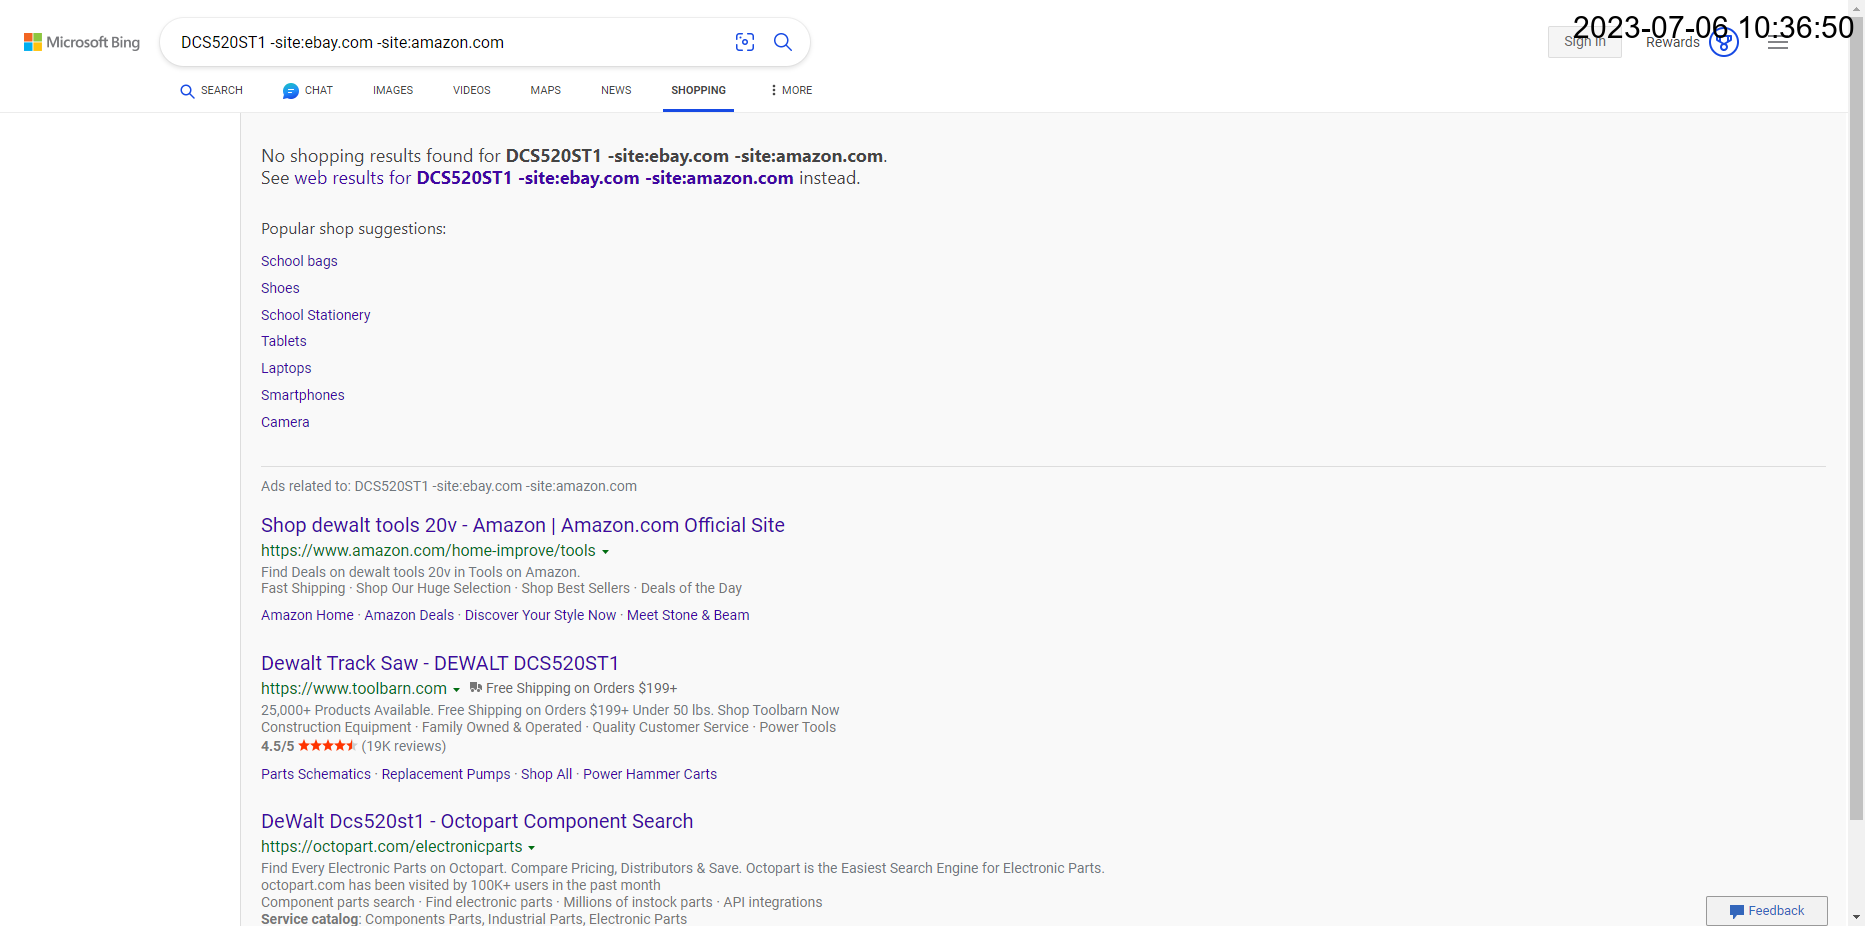 2023-07-06 10:36:50
Microsoft Bing
DCS520ST1 -site:ebay.com -site:amazon.com
Sign in
Rewards
SEARCH
CHAT
IMAGES
VIDEOS
MAPS
NEWS
SHOPPING
MORE
No shopping results found for DCS520ST1 -site:ebay.com -site:amazon.com.
See web results for DCS520ST1 -site:ebay.com -site:amazon.com instead.
Popular shop suggestions:
School bags
Shoes
School Stationery
Tablets
Laptops
Smartphones
Camera
Ads related to: DCS520ST1 -site:ebay.com -site:amazon.com
Shop dewalt tools 20v - Amazon | Amazon.com Official Site
https://www.amazon.com/home-improve/tools
Find Deals on dewalt tools 20v in Tools on Amazon.
Fast Shipping · Shop Our Huge Selection · Shop Best Sellers · Deals of the Day
Amazon Home · Amazon Deals · Discover Your Style Now · Meet Stone & Beam
Dewalt Track Saw - DEWALT DCS520ST1
https://www.toolbarn.com Free Shipping on Orders $199+
25,000+ Products Available. Free Shipping on Orders $199+ Under 50 lbs. Shop Toolbarn Now
Construction Equipment · Family Owned & Operated · Quality Customer Service · Power Tools
4.5/5 (19K reviews)
Parts Schematics · Replacement Pumps · Shop All · Power Hammer Carts
DeWalt Dcs520st1 - Octopart Component Search
https://octopart.com/electronicparts
Find Every Electronic Parts on Octopart. Compare Pricing, Distributors & Save. Octopart is the Easiest Search Engine for Electronic Parts.
octopart.com has been visited by 100K+ users in the past month
Component parts search · Find electronic parts · Millions of instock parts · API integrations
Service catalog: Components Parts, Industrial Parts, Electronic Parts
Feedback